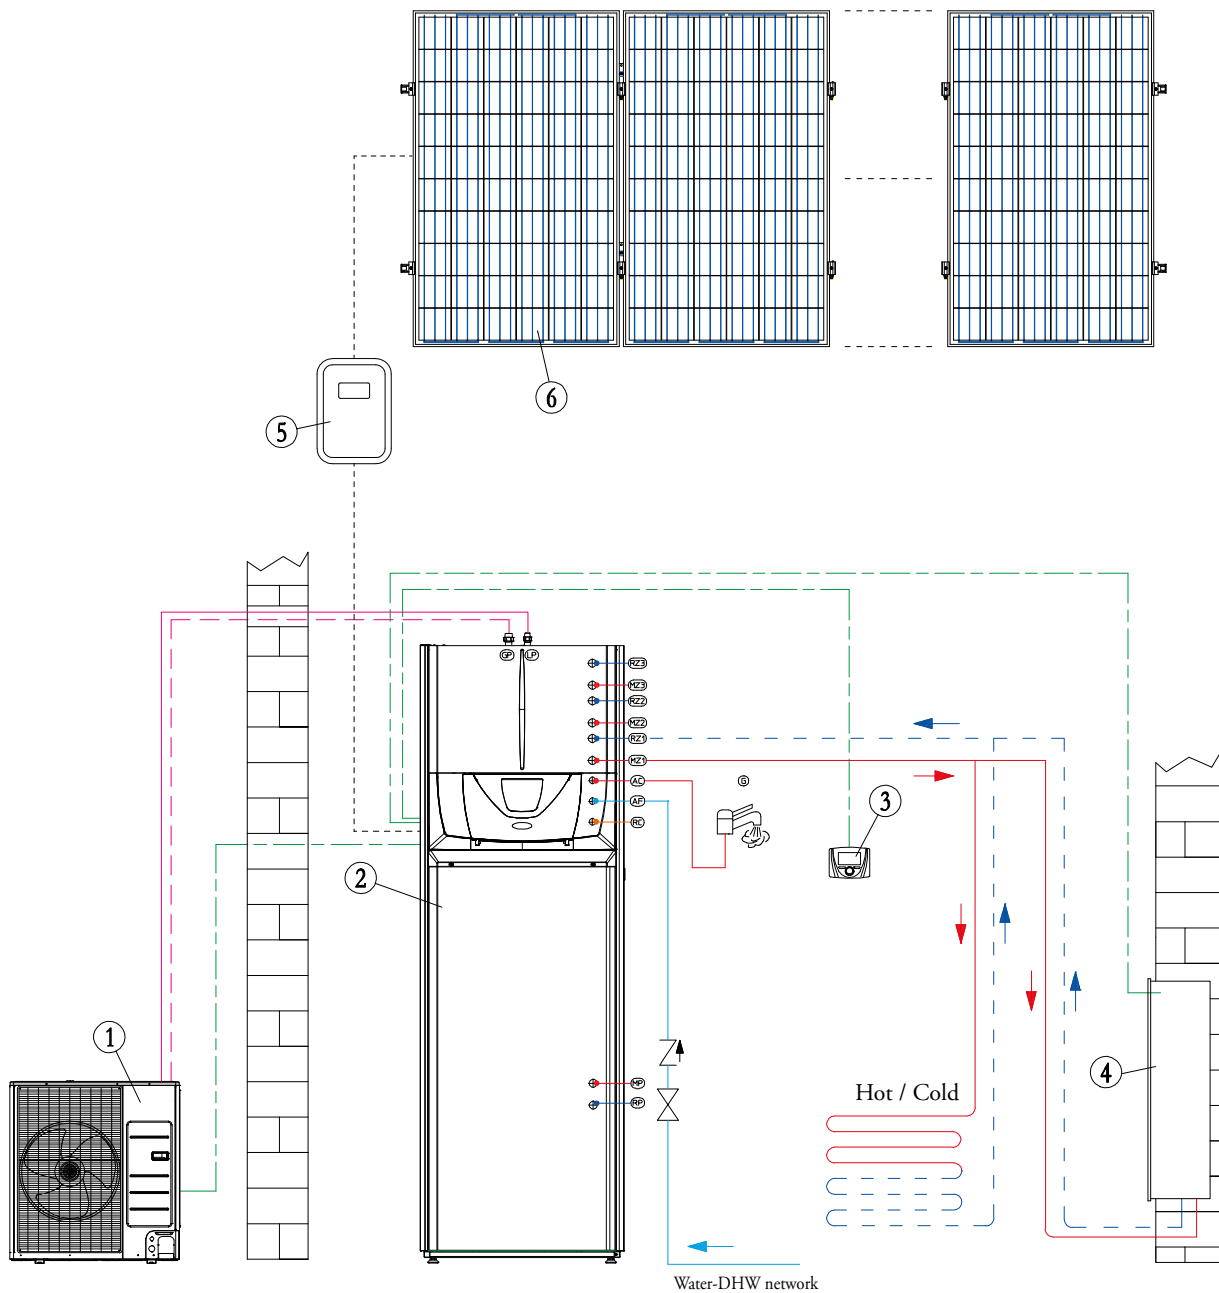 6
5
GP
LP
RZ3
MZ3
RZ2
MZ2
RZ1
MZ1
AC
G
AF
3
RC
2
1
4
MP
Hot / Cold
RP
Water-DHW network